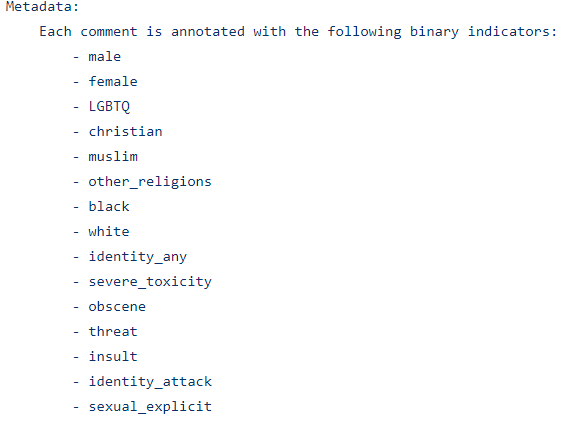 Metadata:
Each comment is annotated with the following binary indicators:
- male
- female
- LGBTQ
- christian
- muslim
- other_religions
- black
- white
- identity_any
- severe_toxicity
- obscene
- threat
- insult
- identity_attack
- sexual_explicit